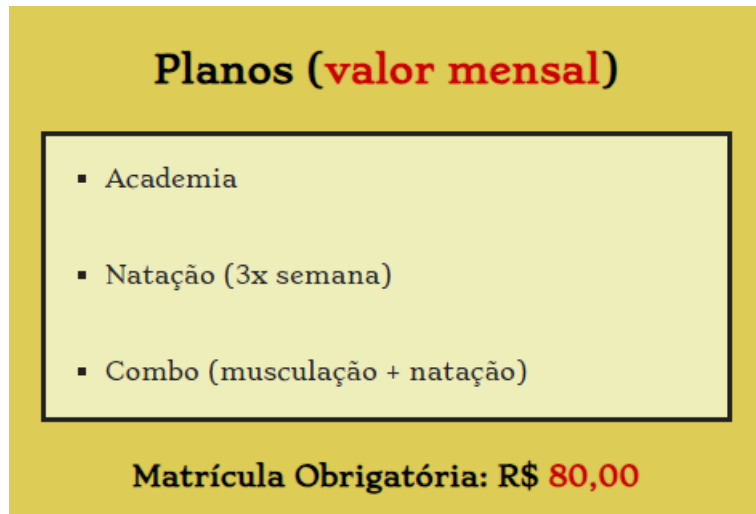 Planos (valor mensal)
▪ Academia
▪ Natação (3x semana)
▪ Combo (musculação + natação)
Matrícula Obrigatória: R$ 80,00